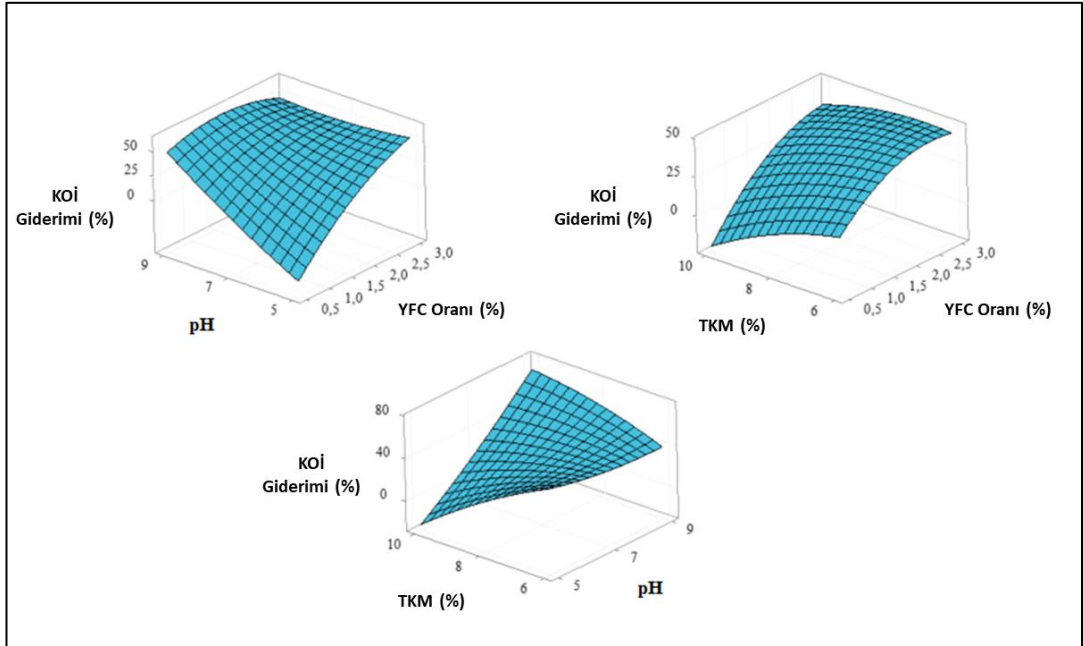 50
25
0
KOİ
Giderimi (%)
9
7
5
pH
0,5 1,0 1,5 2,0 2,5 3,0
YFC Oranı (%)
50
25
0
KOİ
Giderimi (%)
10
8
6
TKM (%)
0,5 1,0 1,5 2,0 2,5 3,0
YFC Oranı (%)
80
40
0
KOİ
Giderimi (%)
10
8
6
TKM (%)
5
7
9
pH